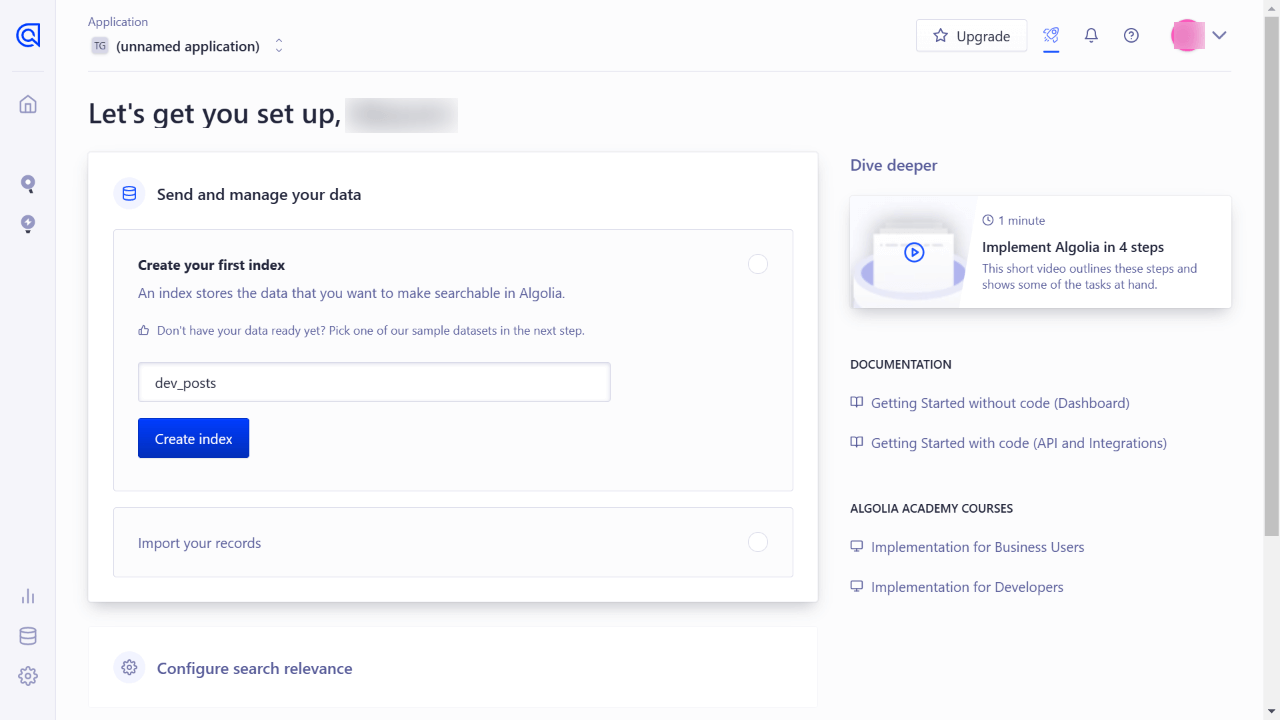 Application
TG (unnamed application)
Upgrade
Let's get you set up,
Send and manage your data
Create your first index
An index stores the data that you want to make searchable in Algolia.
Don't have your data ready yet? Pick one of our sample datasets in the next step.
dev_posts
Create index
Import your records
Configure search relevance
Dive deeper
1 minute
Implement Algolia in 4 steps
This short video outlines these steps and
shows some of the tasks at hand.
DOCUMENTATION
Getting Started without code (Dashboard)
Getting Started with code (API and Integrations)
ALGOLIA ACADEMY COURSES
Implementation for Business Users
Implementation for Developers